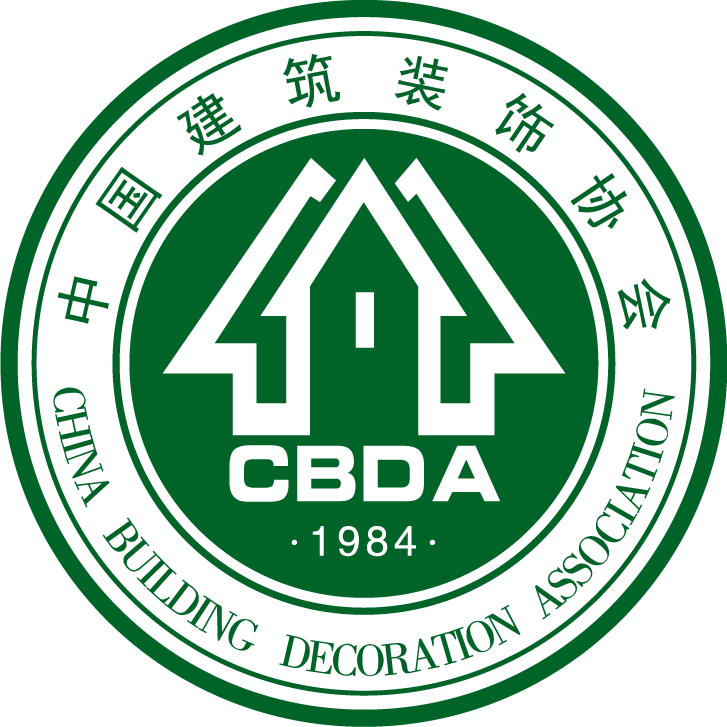 中国建筑装饰协会
CBDA
·1984·
CHINA BUILDING DECORATION ASSOCIATION